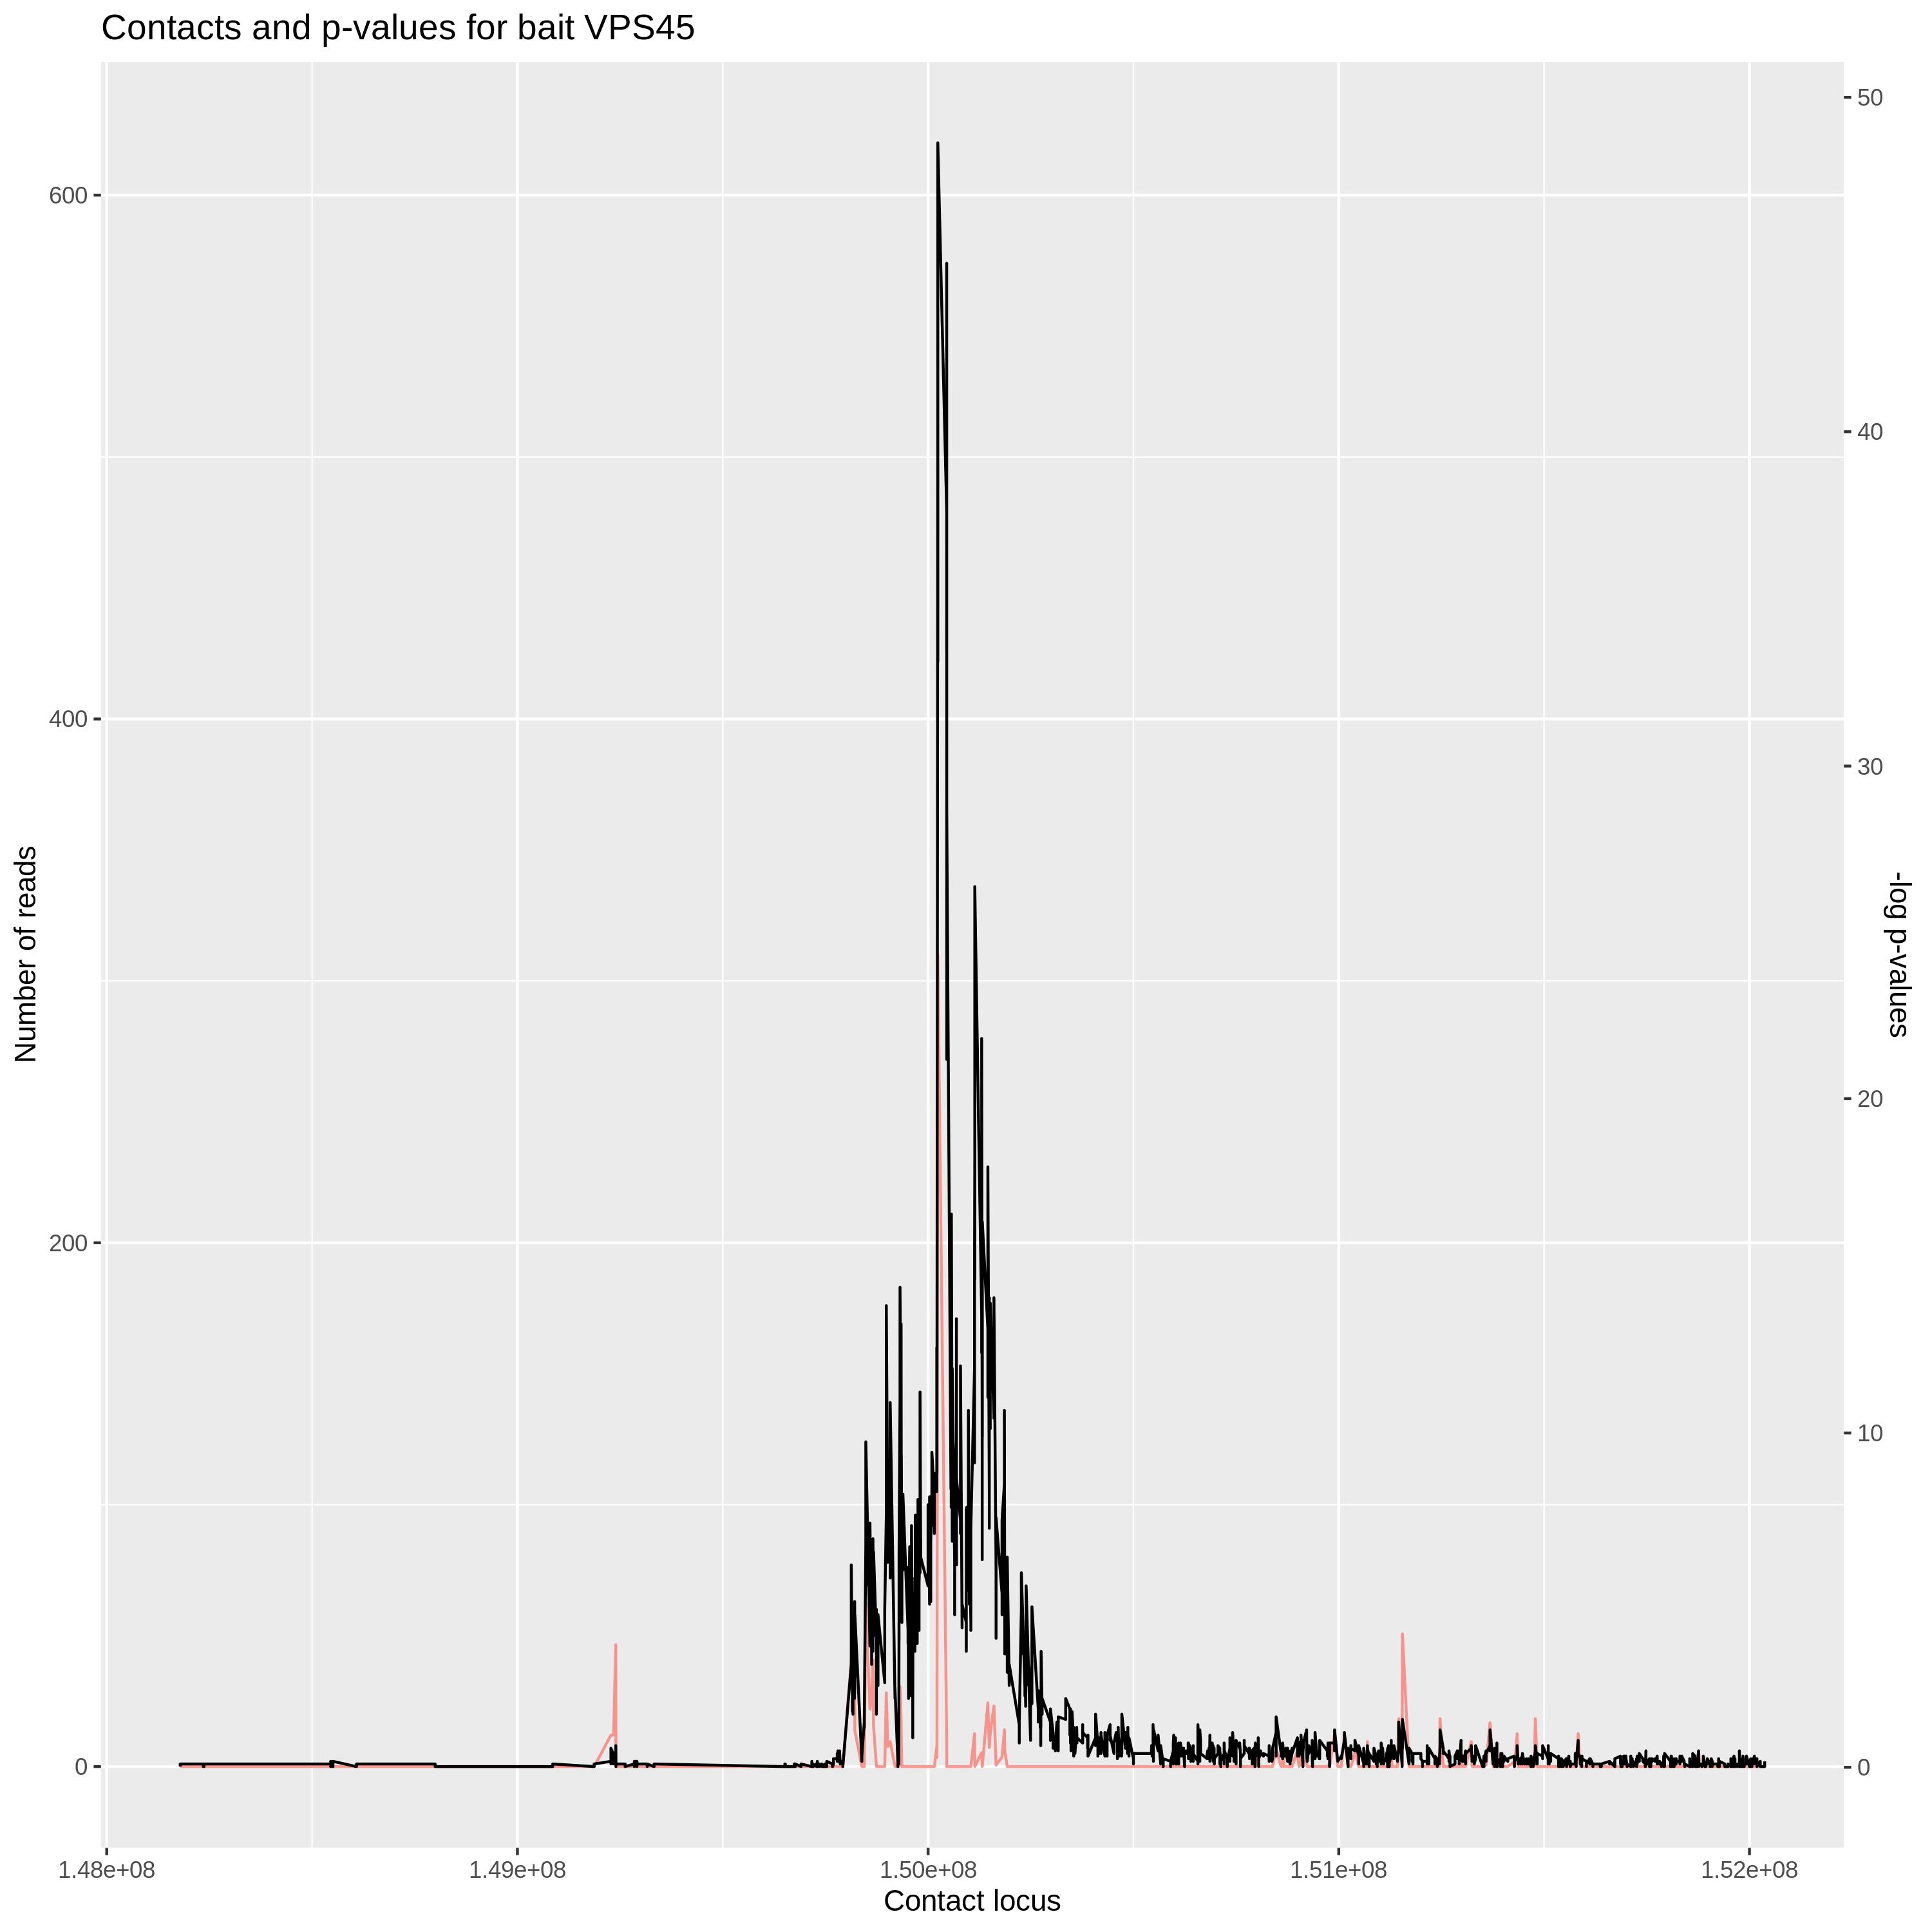 Contacts and p-values for bait VPS45
600
400
200
0
Number of reads
50
40
30
20
10
0
-log p-values
1.48e+08
1.49e+08
1.50e+08
1.51e+08
1.52e+08
Contact locus